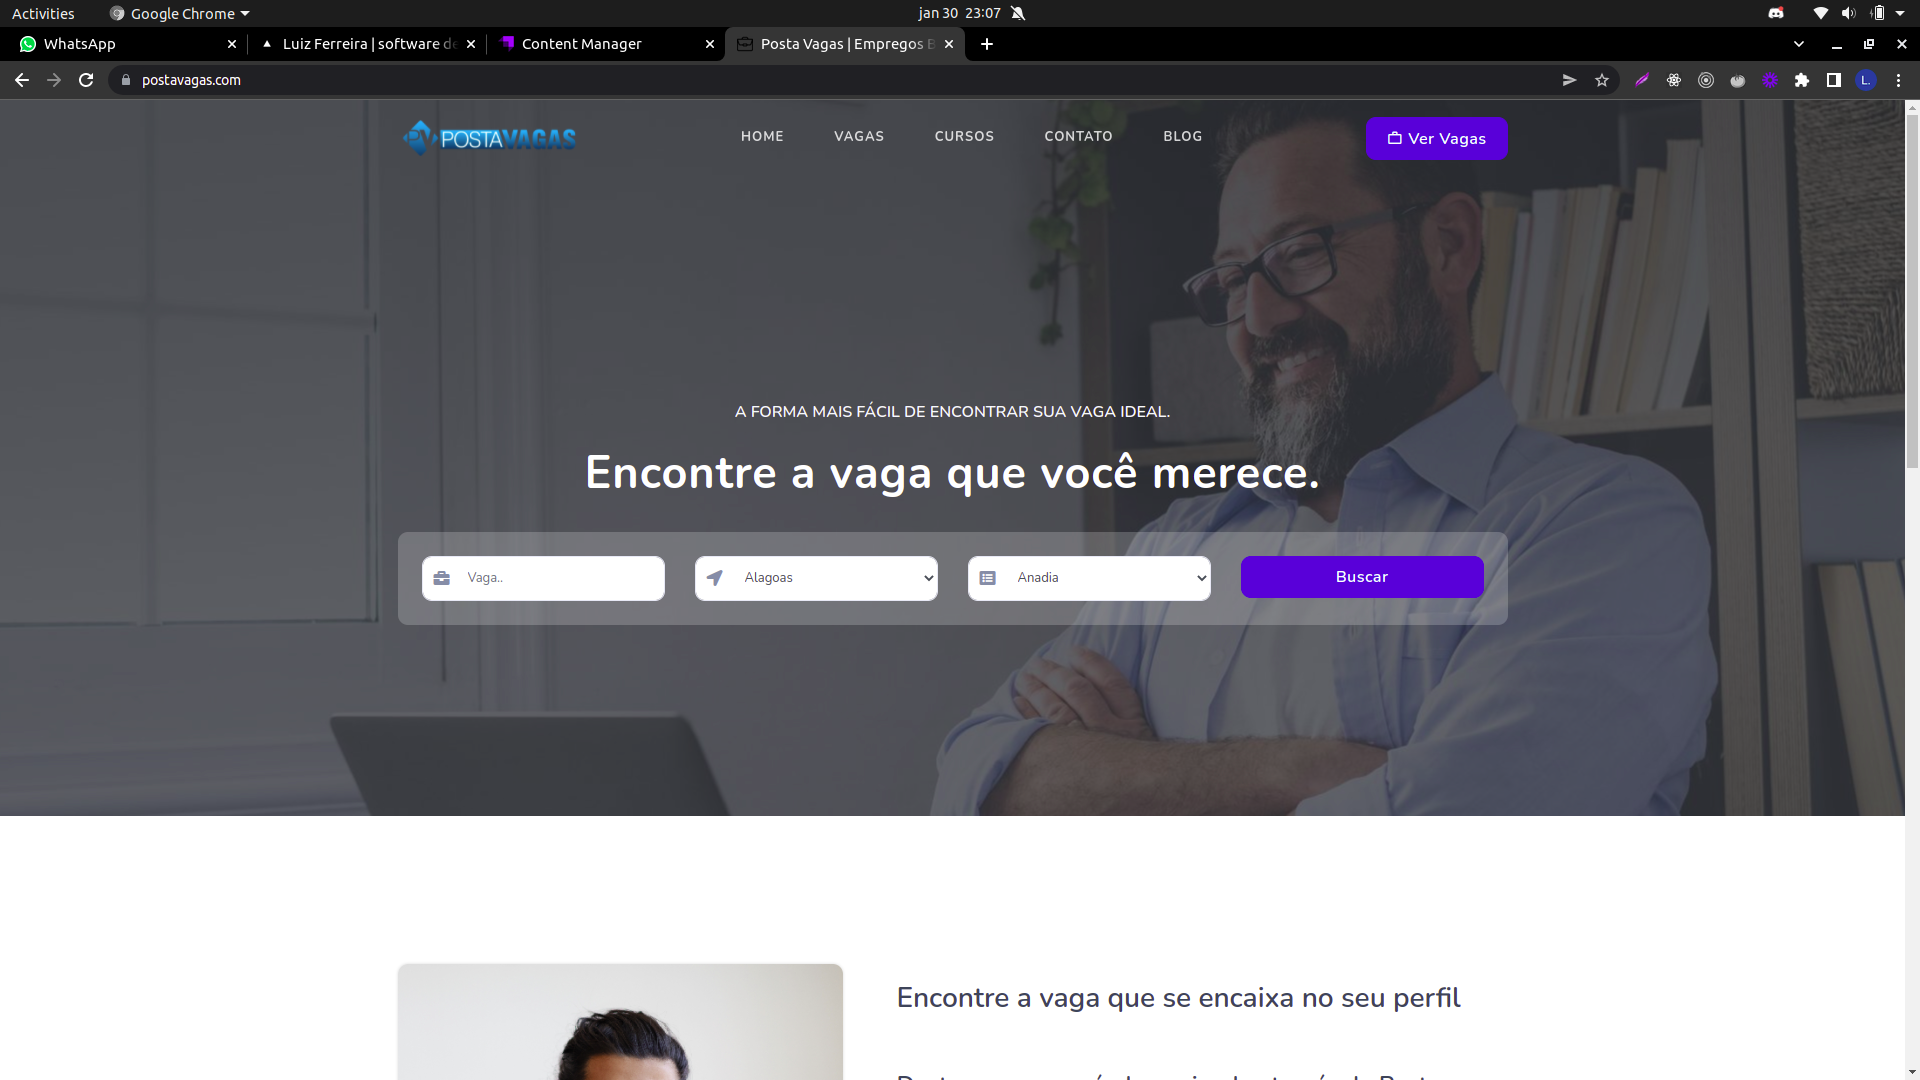 Activities
Google Chrome
jan 30 23:07
WhatsApp
Luiz Ferreira | software de
Content Manager
Posta Vagas | Empregos B
postavagas.com
L.
PV POSTAVAGAS
HOME
VAGAS
CURSOS
CONTATO
BLOG
Ver Vagas
A FORMA MAIS FÁCIL DE ENCONTRAR SUA VAGA IDEAL.
Encontre a vaga que você merece.
Vaga..
Alagoas
Anadia
Buscar
Encontre a vaga que se encaixa no seu perfil